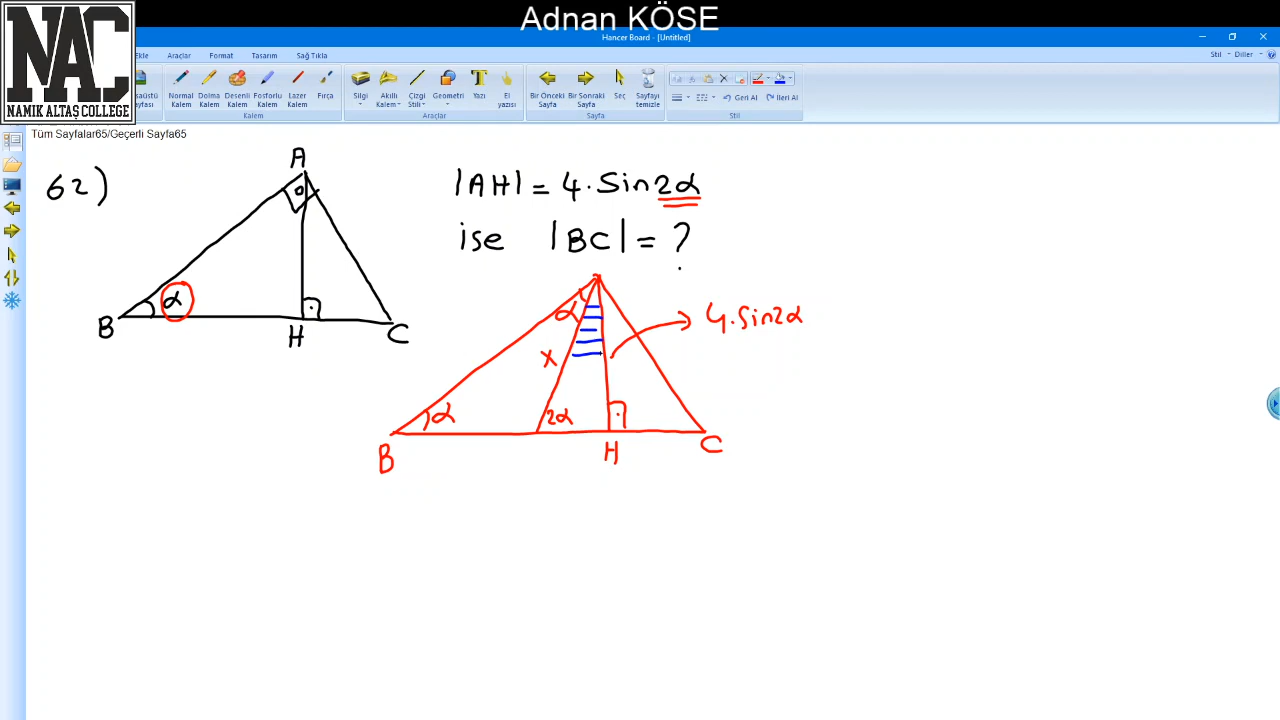 Adnan KÖSE
Hancer Board - [Untitled]
NAC
NAMIK ALTAŞ COLLEGE
Ekle Araçlar Format Tasarım Sağ Tıkla
Stil Diller
Normal Kalem
Dolma Kalem
Desenli Kalem
Fosforlu Kalem
Lazer Kalem
Fırça
Silgi
Akıllı Kalem
Çizgi Stili
Geometri
Yazı
El yazısı
Bir Önceki Sayfa
Bir Sonraki Sayfa
Seç
Sayfayı temizle
Geri Al
İleri Al
Kalem
Araçlar
Sayfa
Stil
Tüm Sayfalar65/Geçerli Sayfa65
62)
A
α
B
H
C
|AH| = 4.Sin2α
ise |BC| = ?
α
4.Sin2α
x
α
2α
B
H
C